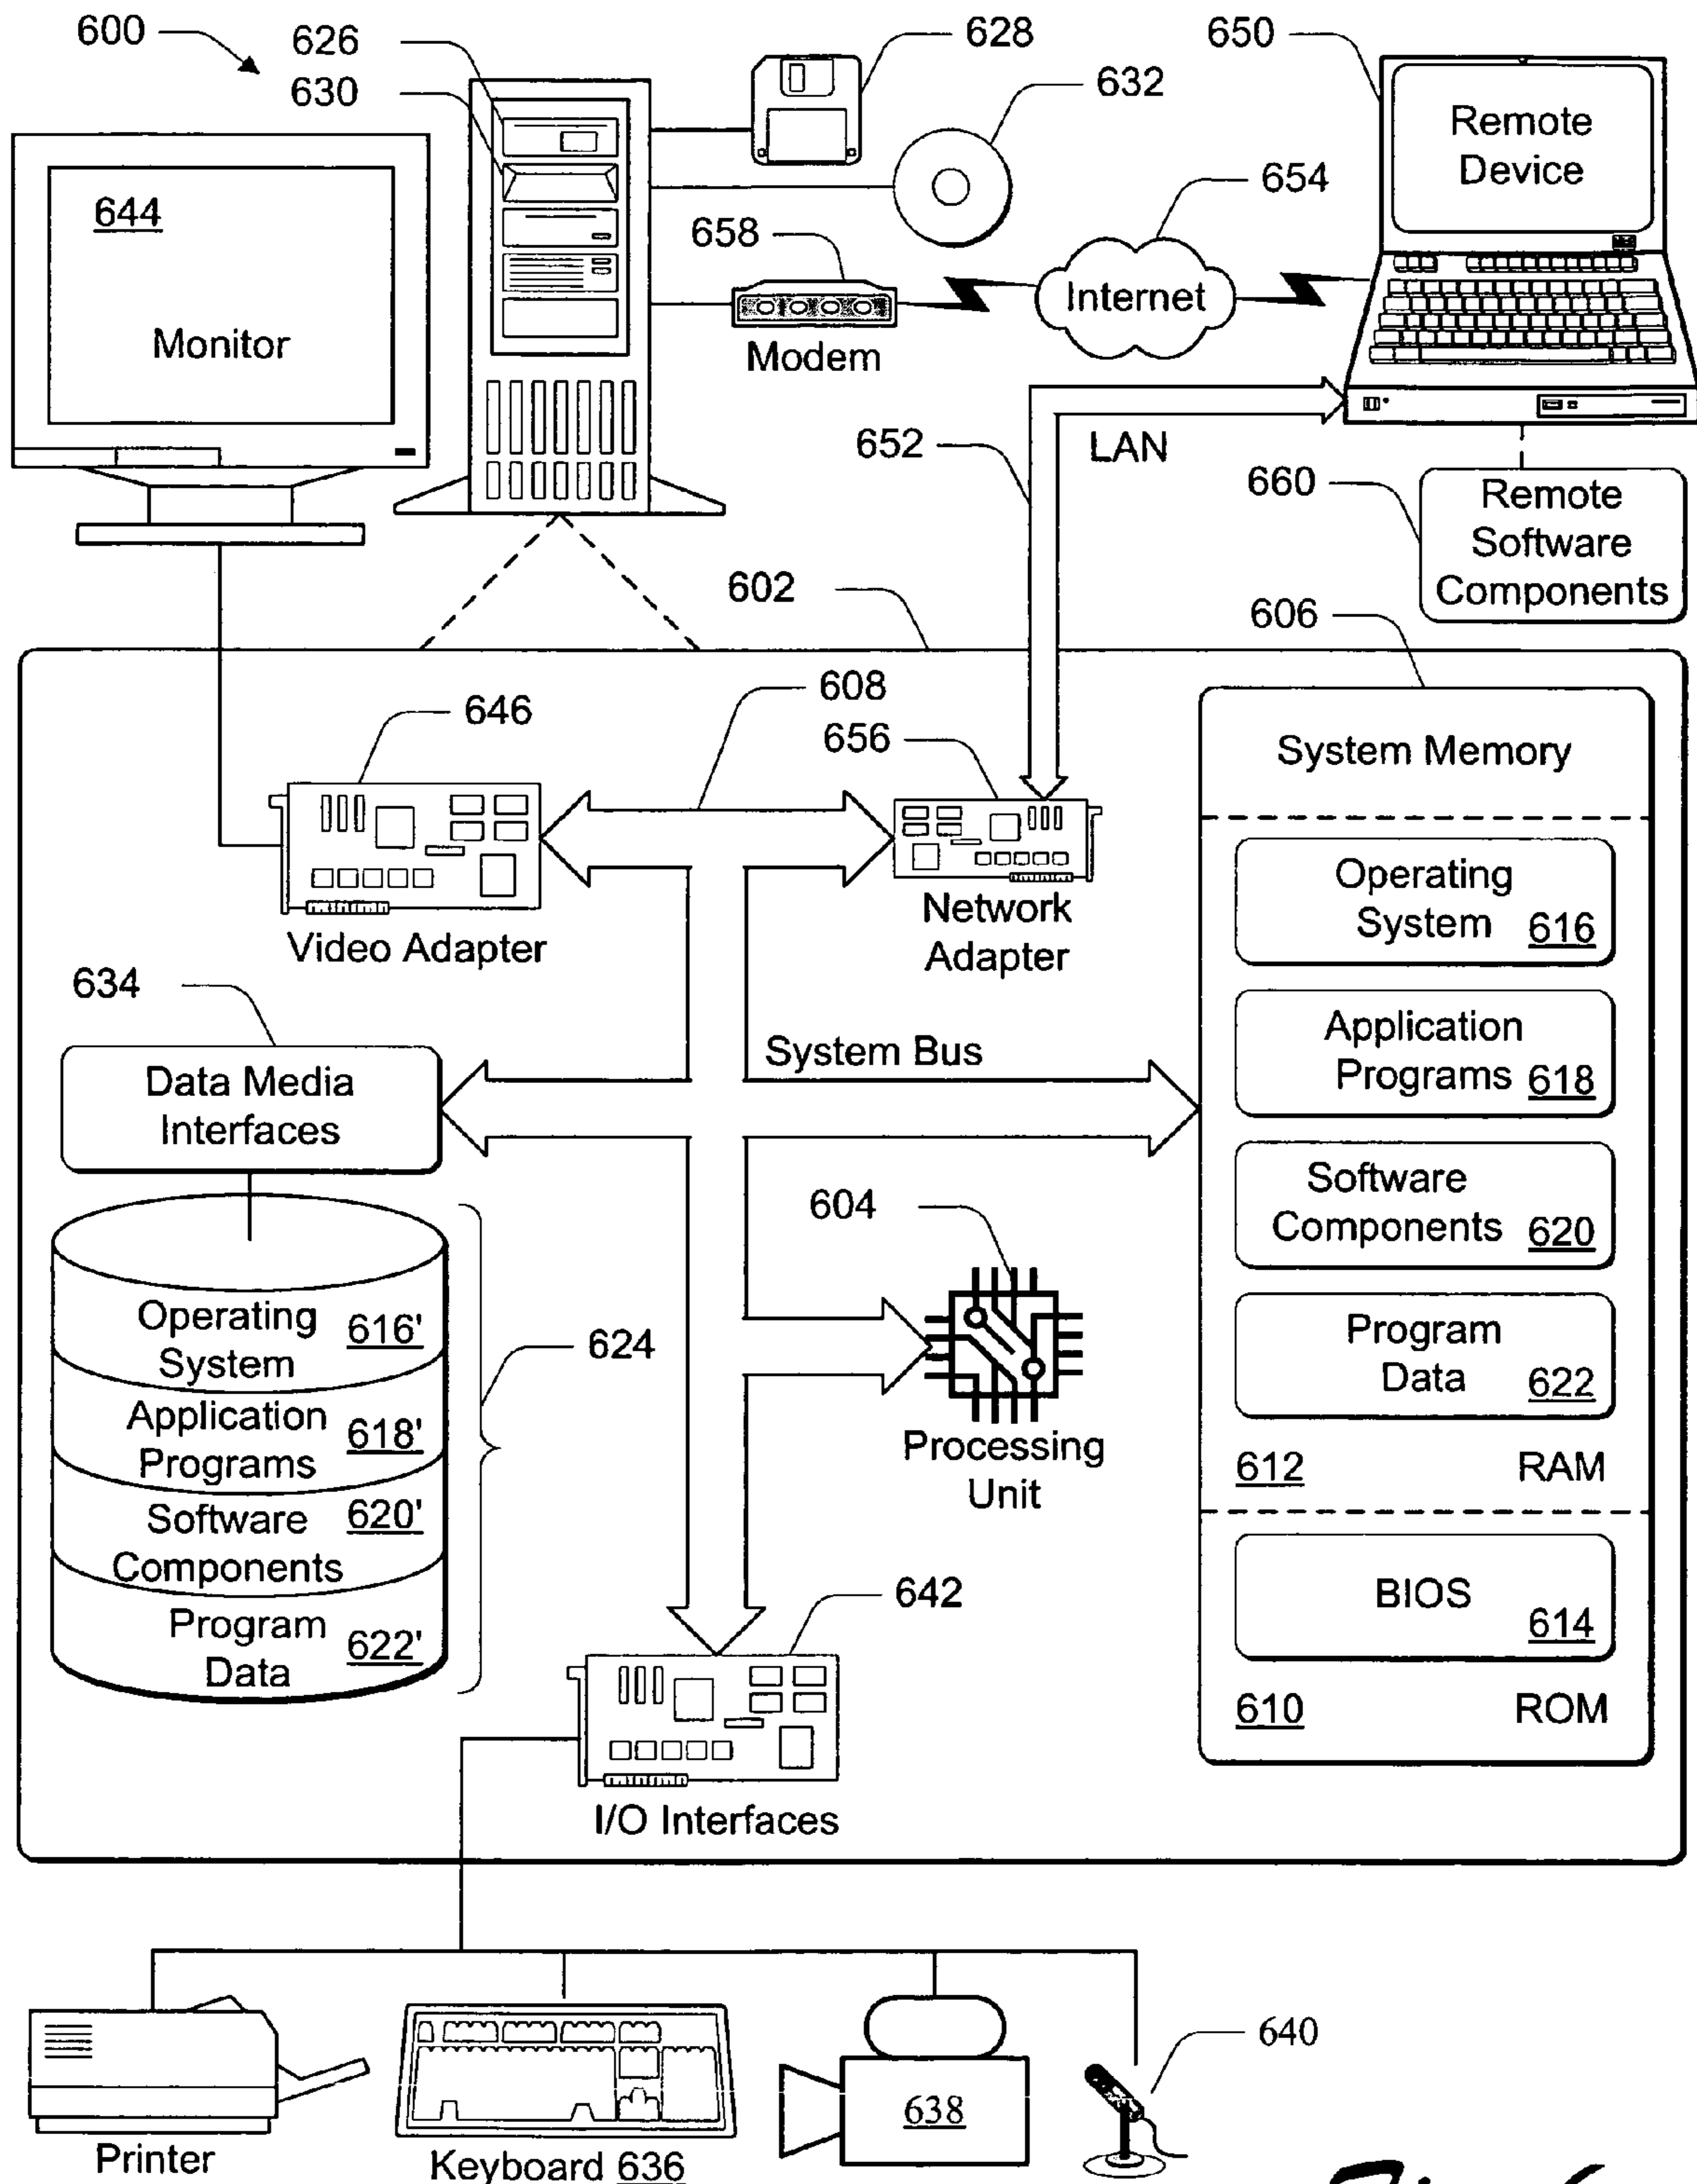 600
626
630
628
632
650
Remote
Device
644
Monitor
658
Modem
654
Internet
652
LAN
660
Remote
Software
Components
602
606
608
646
656
Video Adapter
Network
Adapter
System Memory
Operating
System 616
Application
Programs 618
Software
Components 620
Program
Data 622
612 RAM
BIOS
614
610 ROM
634
Data Media
Interfaces
System Bus
604
Processing
Unit
Operating
System 616'
Application
Programs 618'
Software
Components 620'
Program
Data 622'
624
642
I/O Interfaces
Printer
Keyboard 636
638
640